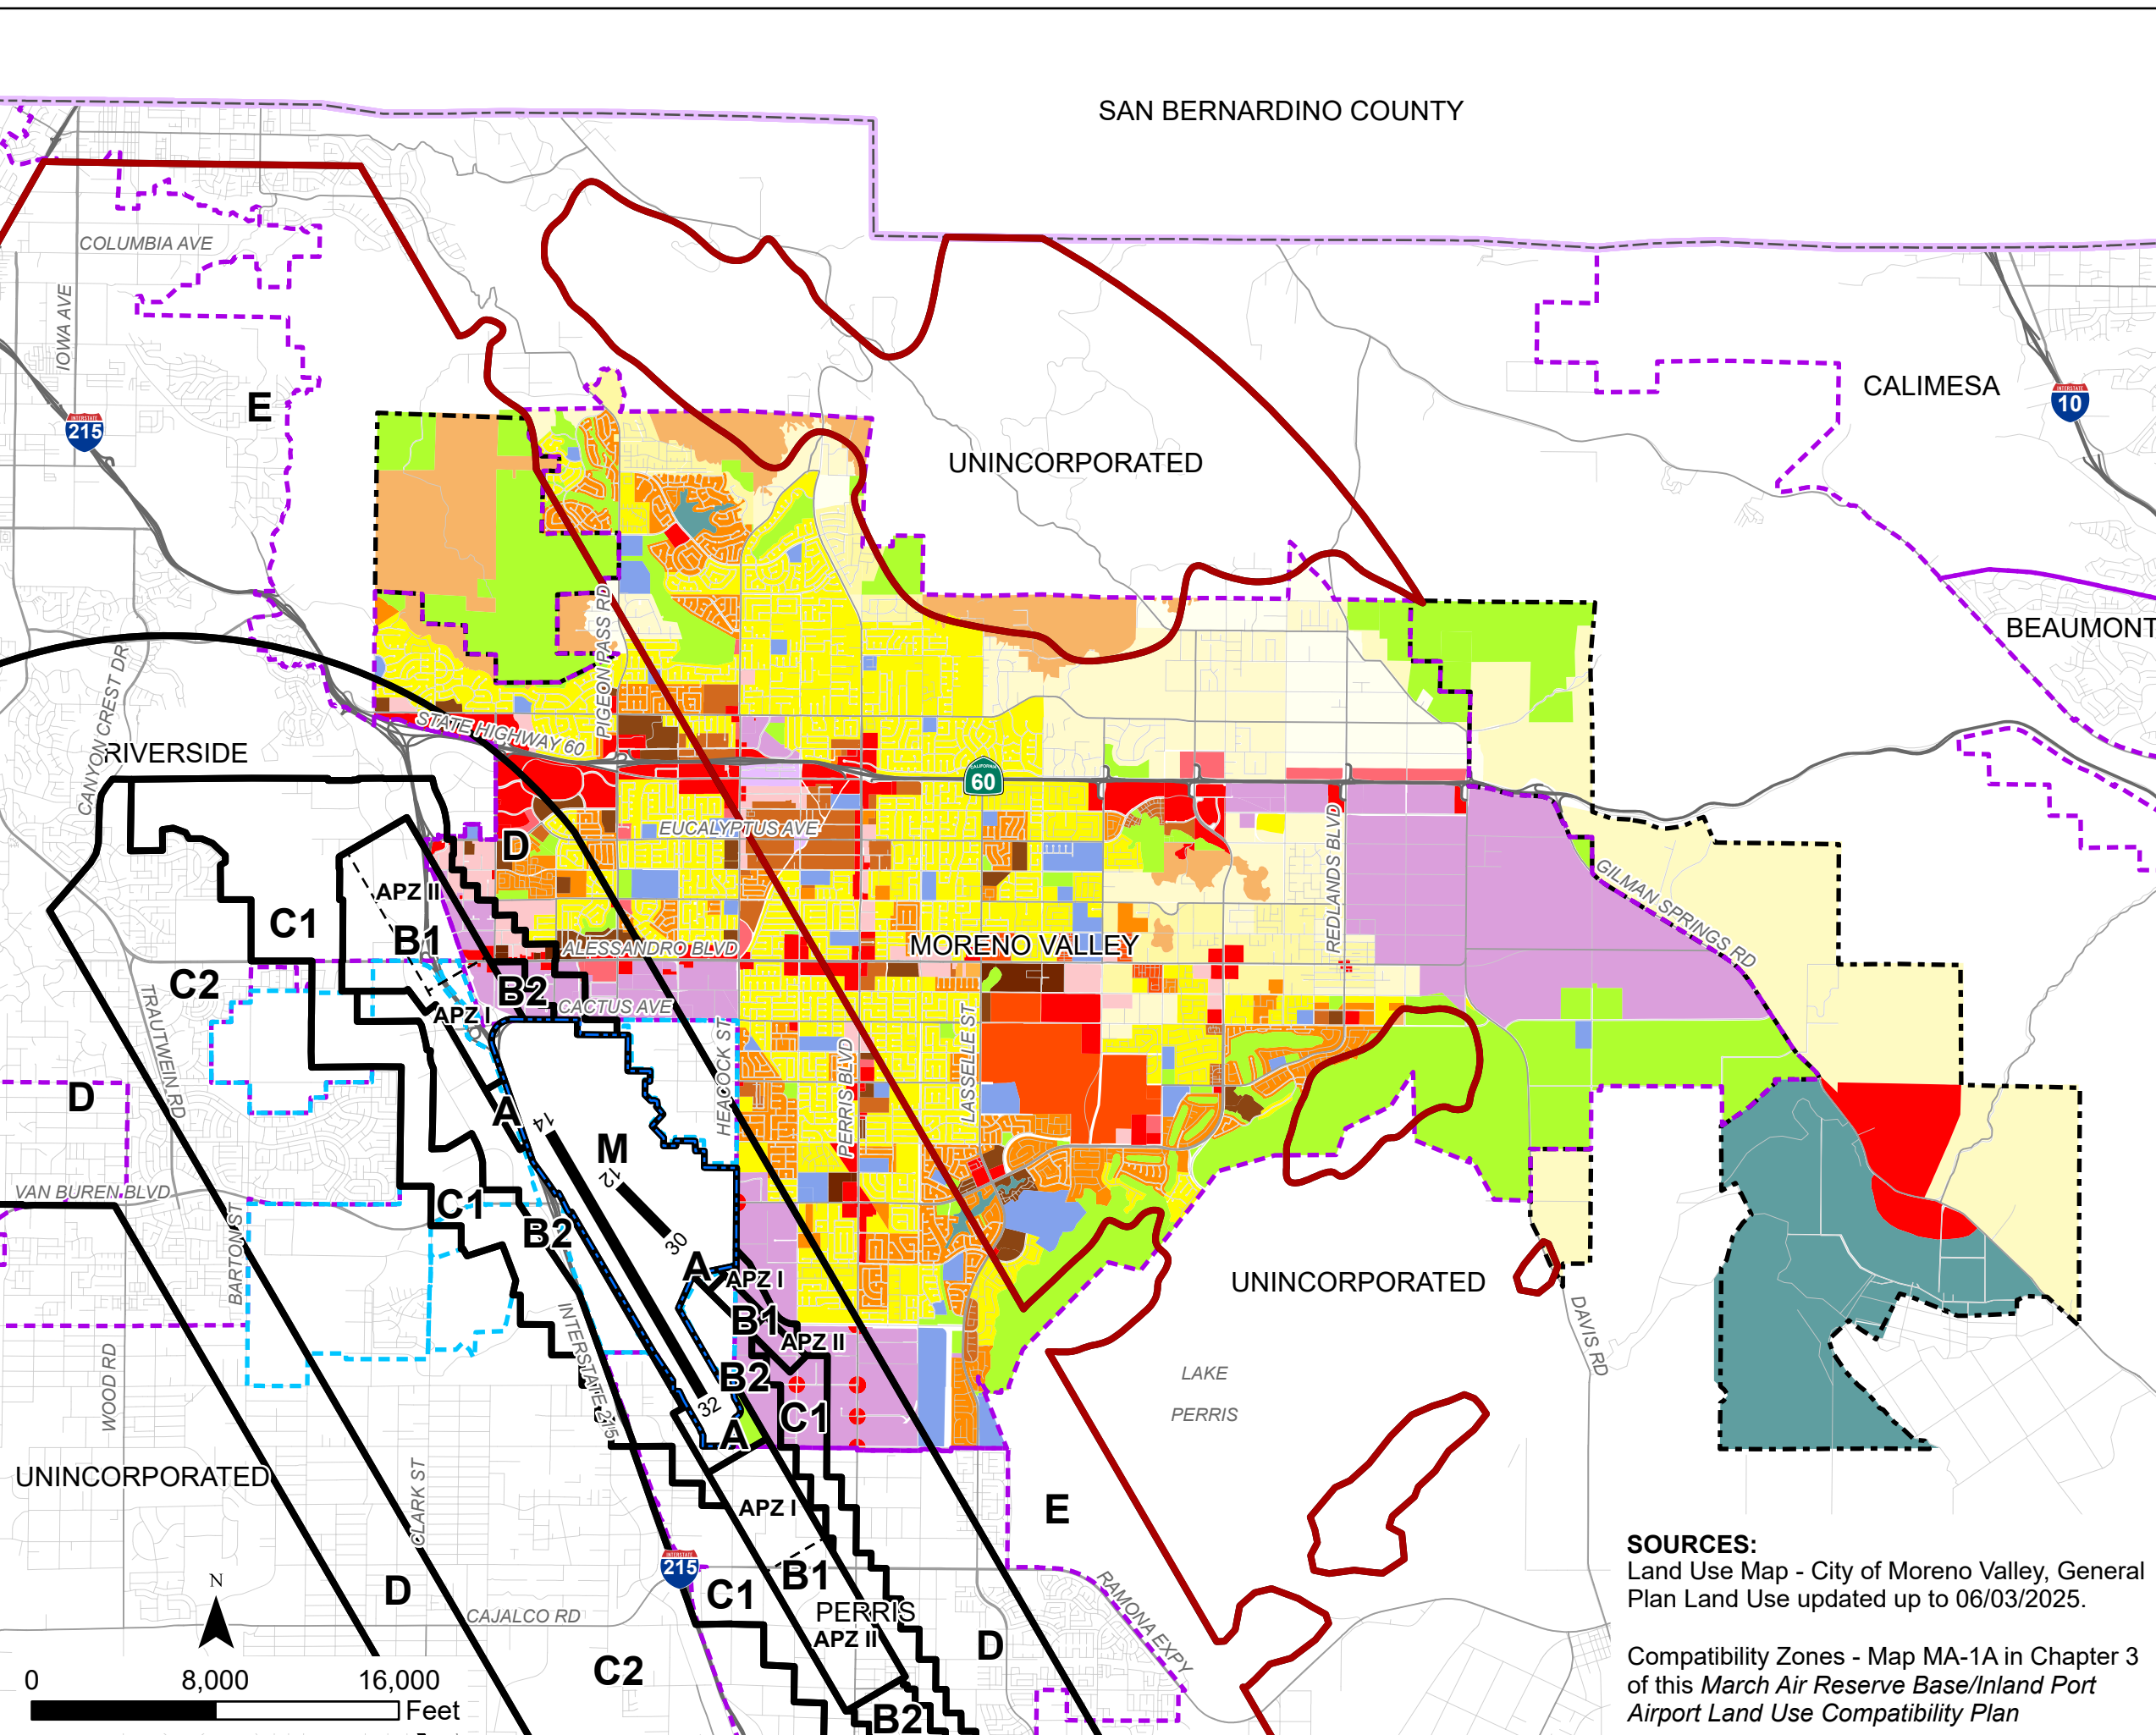 SAN BERNARDINO COUNTY
COLUMBIA AVE
IOWA AVE
INTERSTATE
215
E
CALIMESA
INTERSTATE
10
UNINCORPORATED
BEAUMONT
PIGEON PASS RD
CANYON CREST DR
STATE HIGHWAY 60
RIVERSIDE
CALIFORNIA
60
EUCALYPTUS AVE
D
REDLANDS BLVD
GILMAN SPRINGS RD
APZ II
C1
B1
ALESSANDRO BLVD
MORENO VALLEY
C2
B2
CACTUS AVE
APZ I
TRAUTWEIN RD
HEACOCK ST
PERRIS BLVD
LASSELLE ST
D
A
14
M
12
VAN BUREN BLVD
BARTON ST
C1
B2
30
A
APZ I
UNINCORPORATED
B1
APZ II
DAVIS RD
INTERSTATE 215
WOOD RD
B2
LAKE
PERRIS
32
C1
A
UNINCORPORATED
CLARK ST
APZ I
E
INTERSTATE
215
B1
C1
D
RAMONA EXPY
CAJALCO RD
PERRIS
APZ II
D
C2
B2
N
0 8,000 16,000
Feet
SOURCES:
Land Use Map - City of Moreno Valley, General
Plan Land Use updated up to 06/03/2025.
Compatibility Zones - Map MA-1A in Chapter 3
of this March Air Reserve Base/Inland Port
Airport Land Use Compatibility Plan